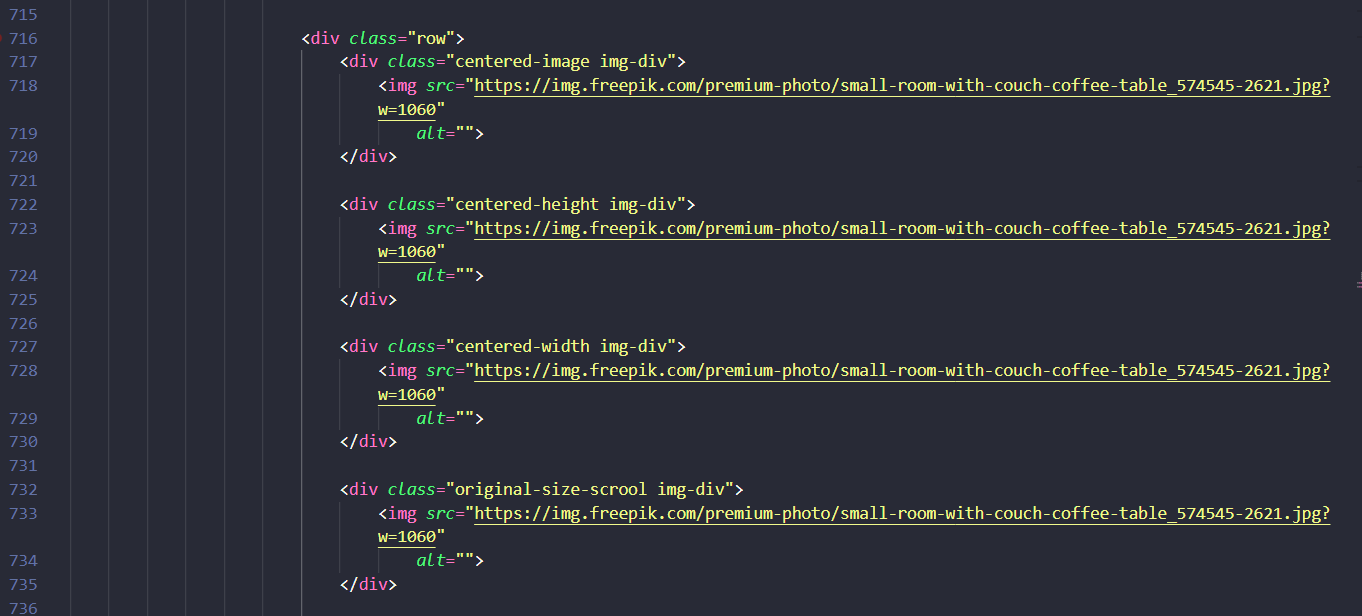 715
716 <div class="row">
717 <div class="centered-image img-div">
718 <img src="https://img.freepik.com/premium-photo/small-room-with-couch-coffee-table_574545-2621.jpg?
w=1060"
719 alt="">
720 </div>
721
722 <div class="centered-height img-div">
723 <img src="https://img.freepik.com/premium-photo/small-room-with-couch-coffee-table_574545-2621.jpg?
w=1060"
724 alt="">
725 </div>
726
727 <div class="centered-width img-div">
728 <img src="https://img.freepik.com/premium-photo/small-room-with-couch-coffee-table_574545-2621.jpg?
w=1060"
729 alt="">
730 </div>
731
732 <div class="original-size-scrool img-div">
733 <img src="https://img.freepik.com/premium-photo/small-room-with-couch-coffee-table_574545-2621.jpg?
w=1060"
734 alt="">
735 </div>
736